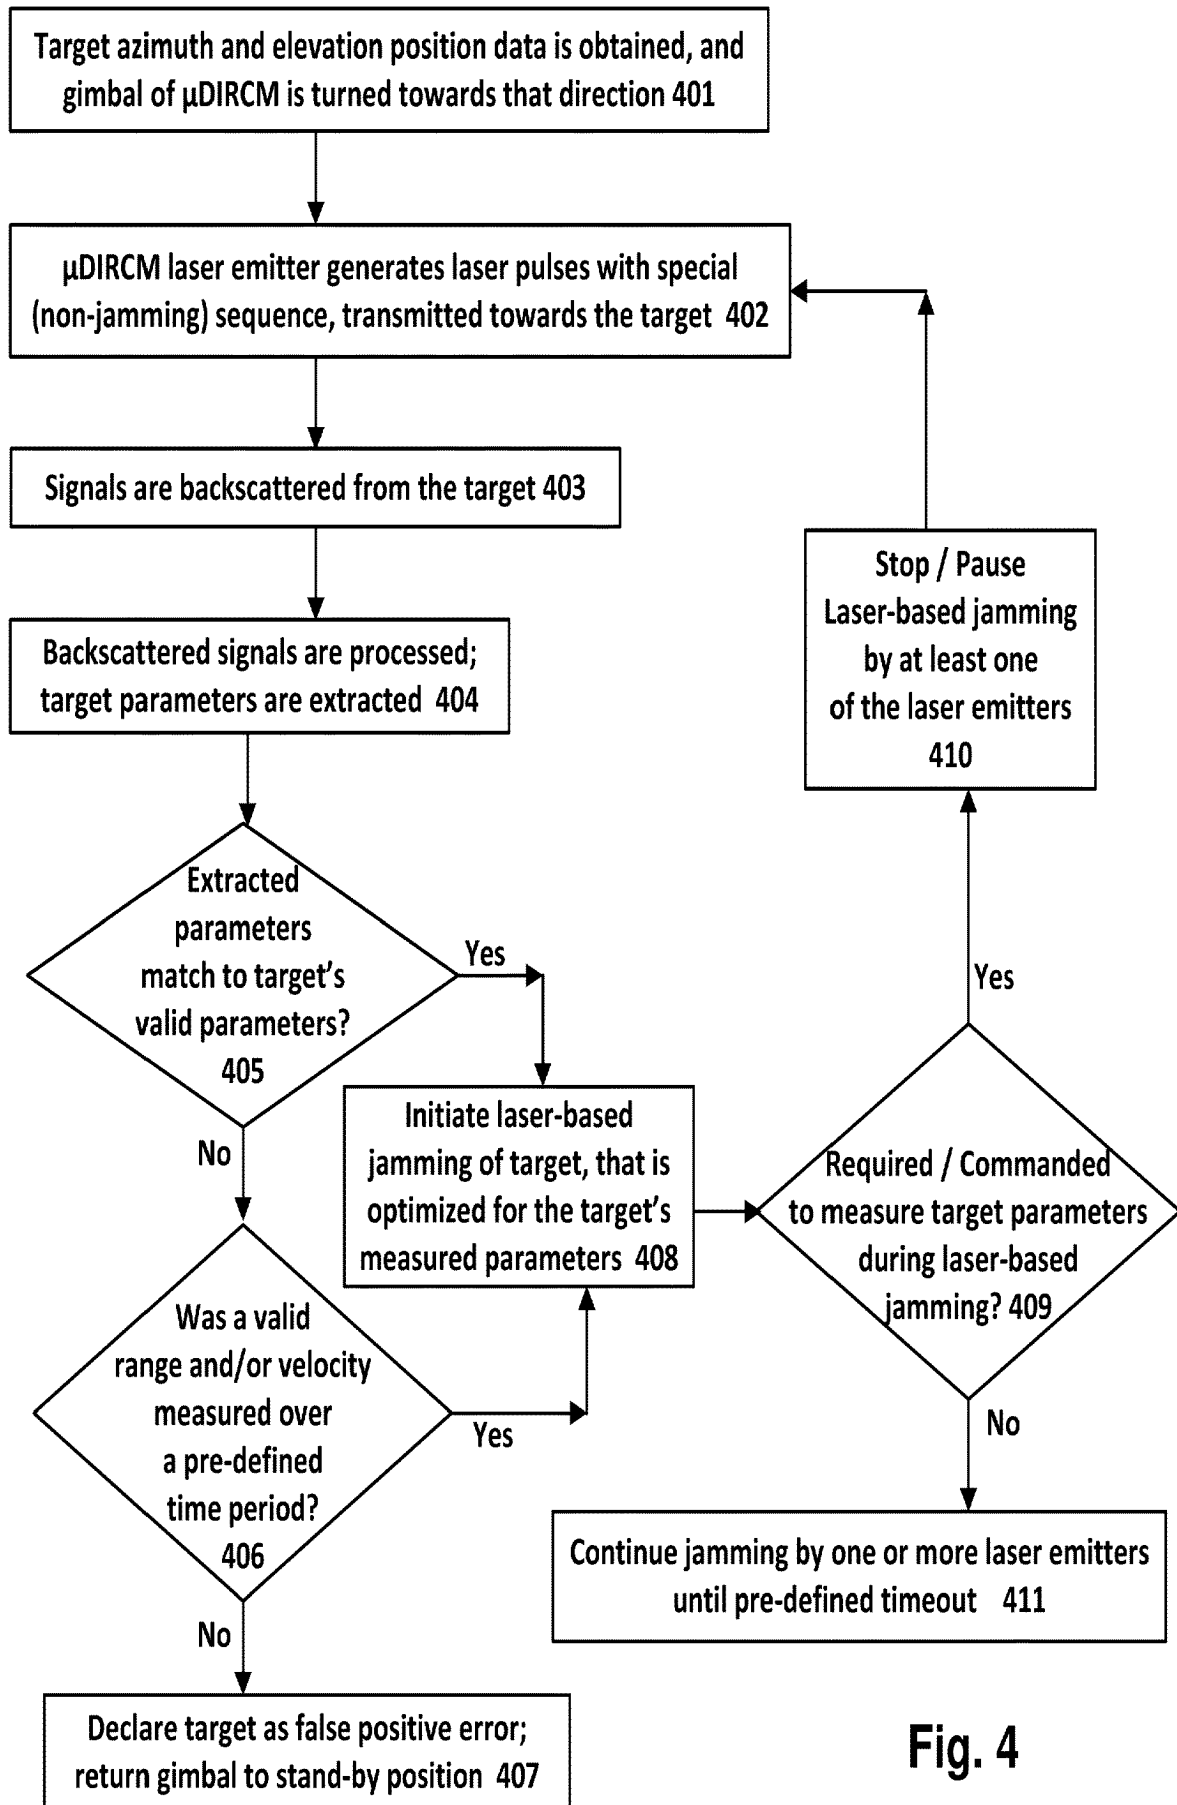 Target azimuth and elevation position data is obtained, and
gimbal of µDIRCM is turned towards that direction 401
µDIRCM laser emitter generates laser pulses with special
(non-jamming) sequence, transmitted towards the target 402
Signals are backscattered from the target 403
Backscattered signals are processed;
target parameters are extracted 404
Extracted
parameters
match to target's
valid parameters?
405
Yes
No
Was a valid
range and/or velocity
measured over
a pre-defined
time period?
406
Yes
No
Declare target as false positive error;
return gimbal to stand-by position 407
Initiate laser-based
jamming of target, that is
optimized for the target's
measured parameters 408
Required / Commanded
to measure target parameters
during laser-based
jamming? 409
Yes
Stop / Pause
Laser-based jamming
by at least one
of the laser emitters
410
No
Continue jamming by one or more laser emitters
until pre-defined timeout 411
Fig. 4